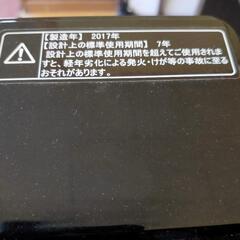 【製造年】 2017年
【設計上の標準使用期間】 7年
設計上の標準使用期間を超えてご使用されま
すと、経年劣化による発火・けが等の事故に至る
おそれがあります。